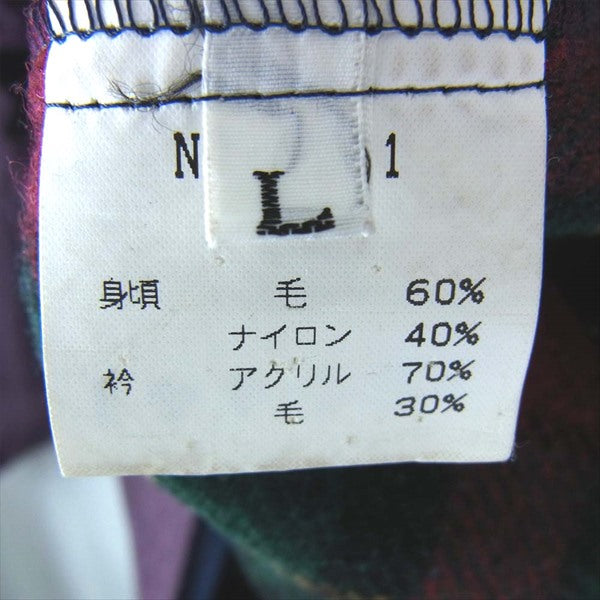 L
身頃 毛 60%
ナイロン 40%
衿 アクリル 70%
毛 30%